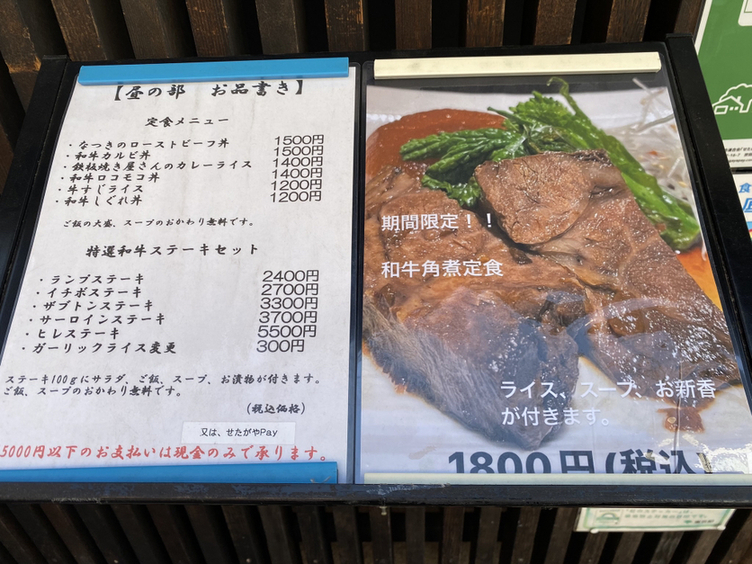 【昼の部 お品書き】
定食メニュー
・なつきのローストビーフ丼 1500円
・和牛カルビ丼 1500円
・鉄板焼き屋さんのカレーライス 1400円
・和牛ロコモコ丼 1400円
・牛すじライス 1200円
・和牛しぐれ丼 1200円
ご飯の大盛、スープのおかわり無料です。
特選和牛ステーキセット
・ランプステーキ 2400円
・イチボステーキ 2700円
・ザブトンステーキ 3300円
・サーロインステーキ 3700円
・ヒレステーキ 5500円
・ガーリックライス変更 300円
ステーキ100gにサラダ、ご飯、スープ、お漬物が付きます。
ご飯、スープのおかわり無料です。
(税込価格)
又は、せたがやPay
5000円以下のお支払いは現金のみで承ります。
期間限定！！
和牛角煮定食
ライス、スープ、お新香
が付きます。
1800円(税込)